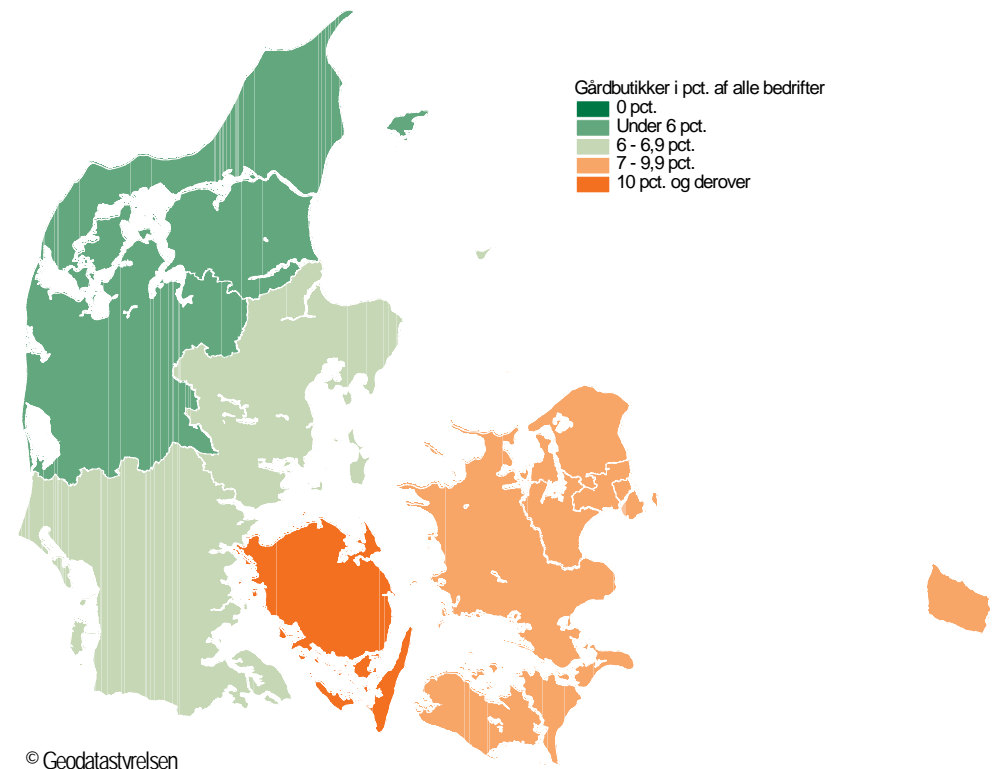 Gårdbutikker i pct. af alle bedrifter
0 pct.
Under 6 pct.
6 - 6,9 pct.
7 - 9,9 pct.
10 pct. og derover
© Geodatastyrelsen